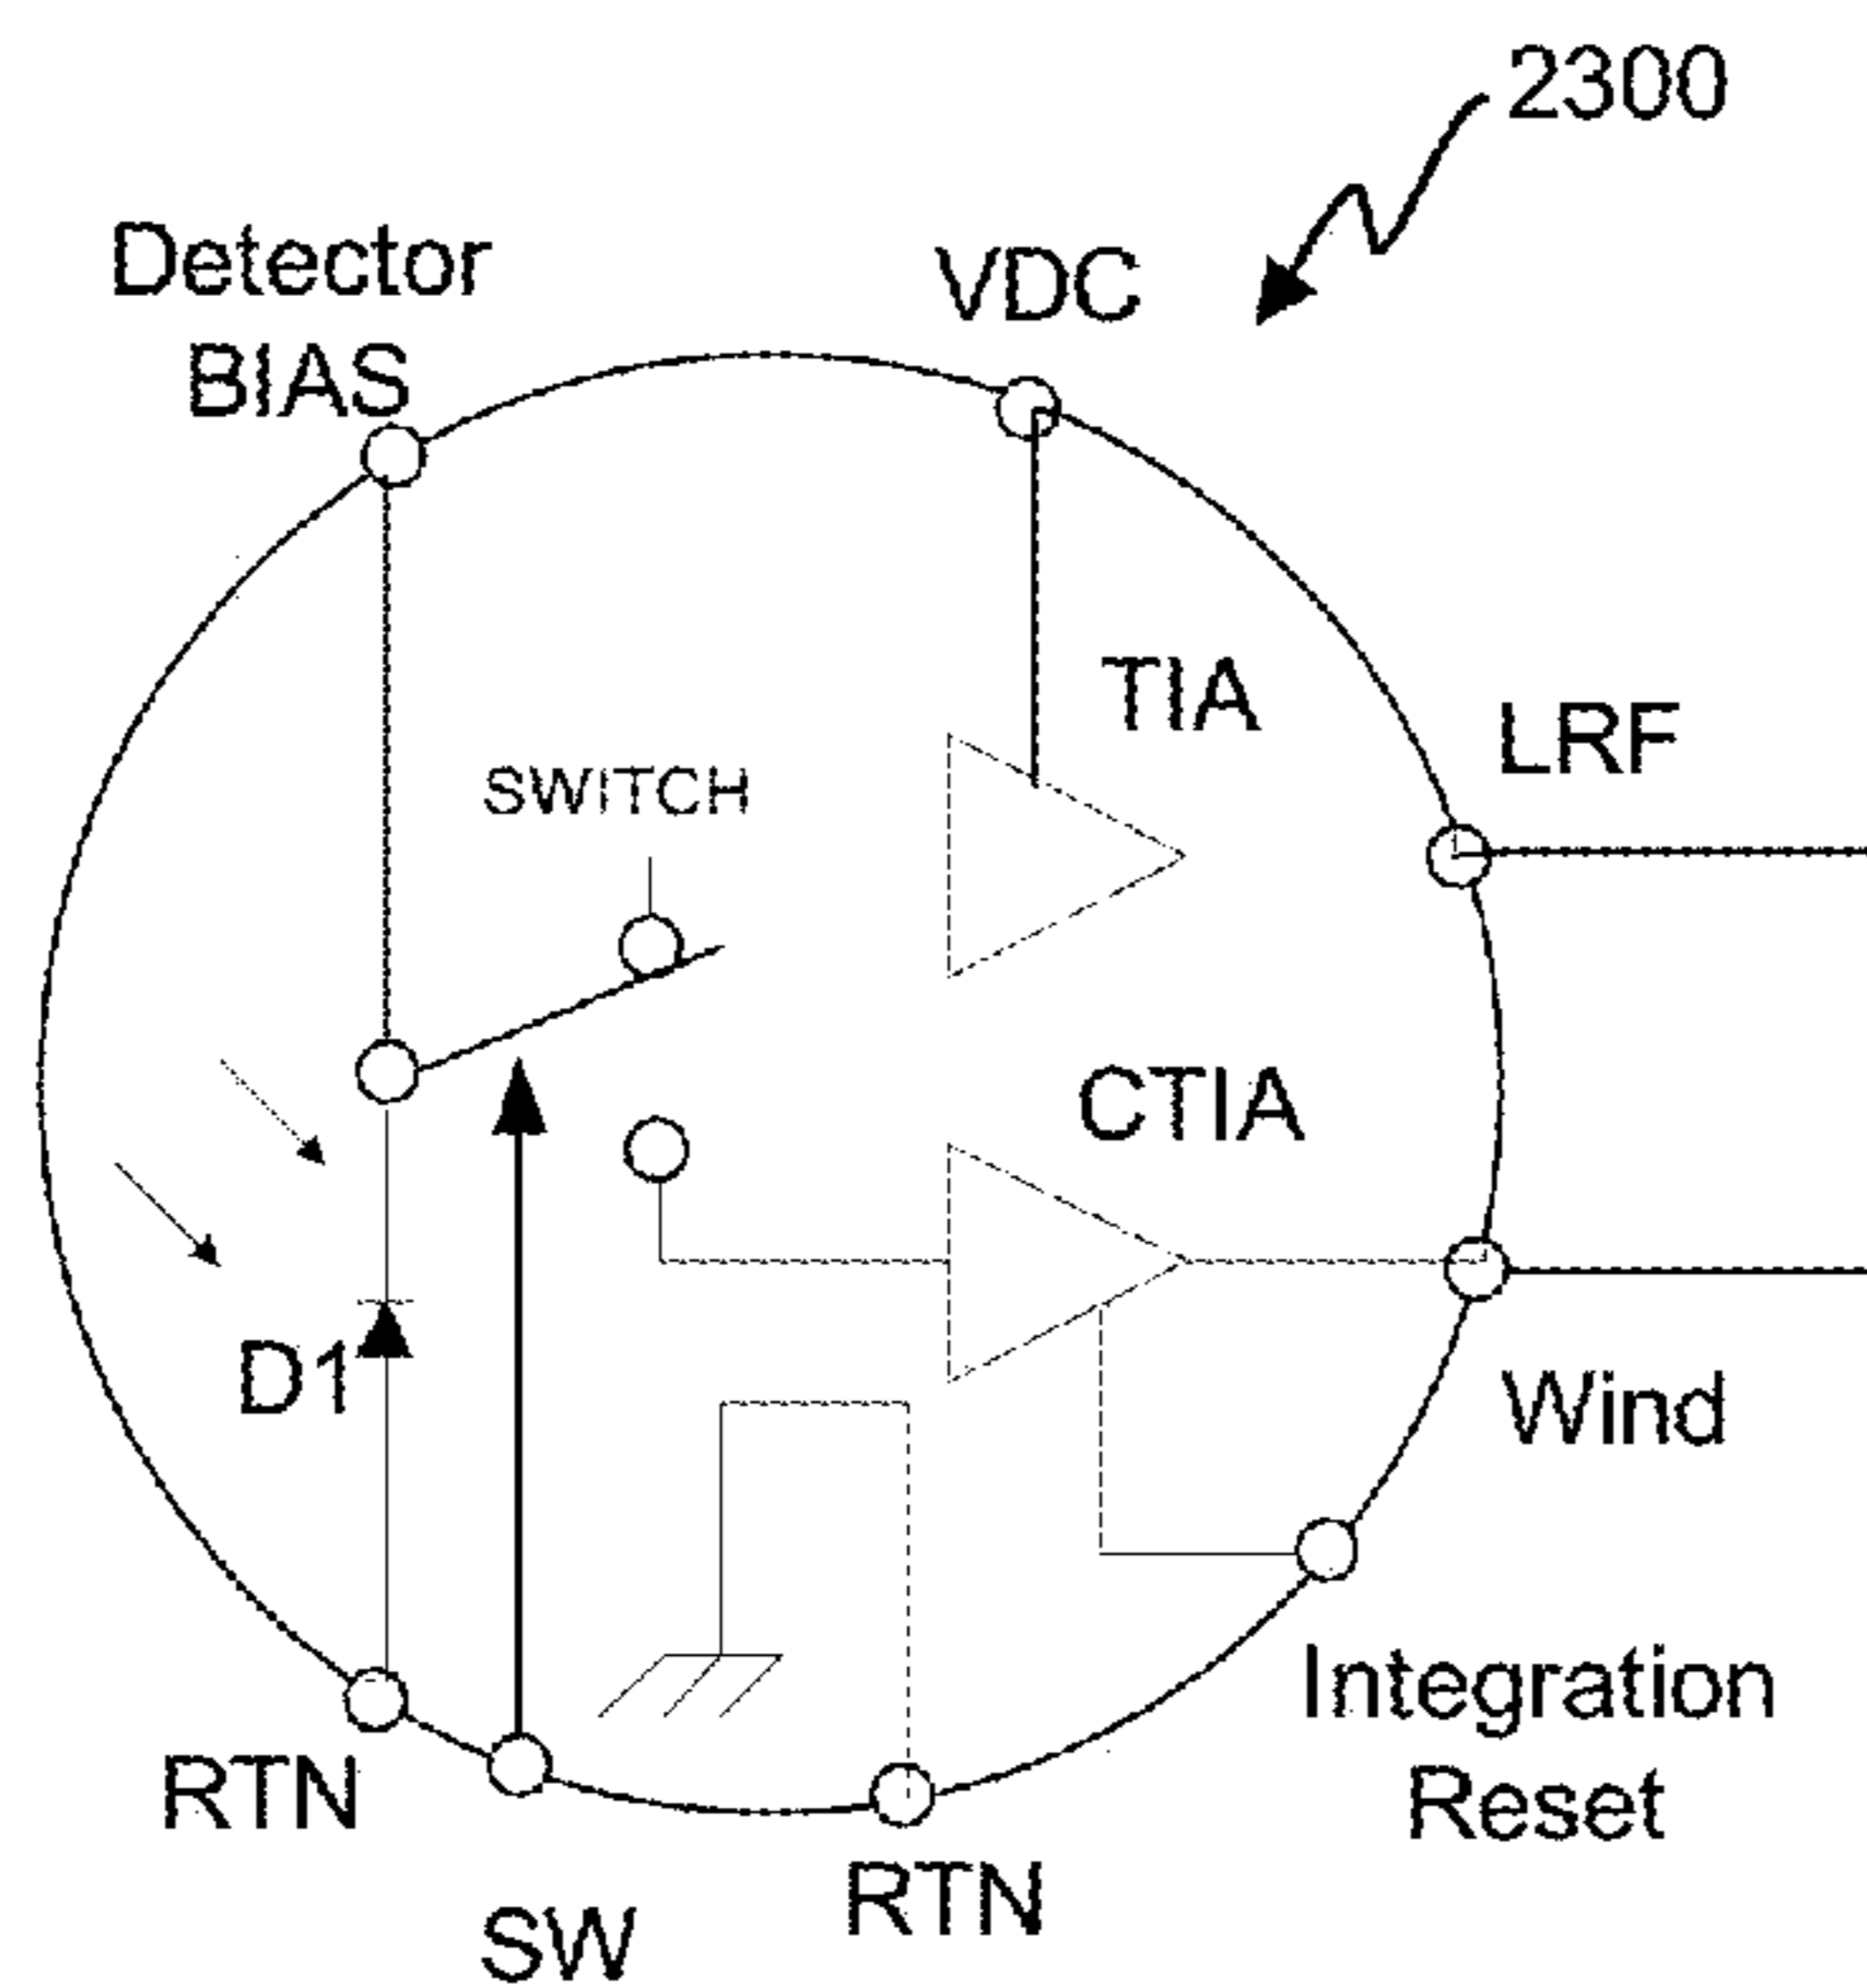 2300
Detector
BIAS
VDC
TIA
LRF
SWITCH
CTIA
D1
Wind
Integration
Reset
RTN
SW
RTN